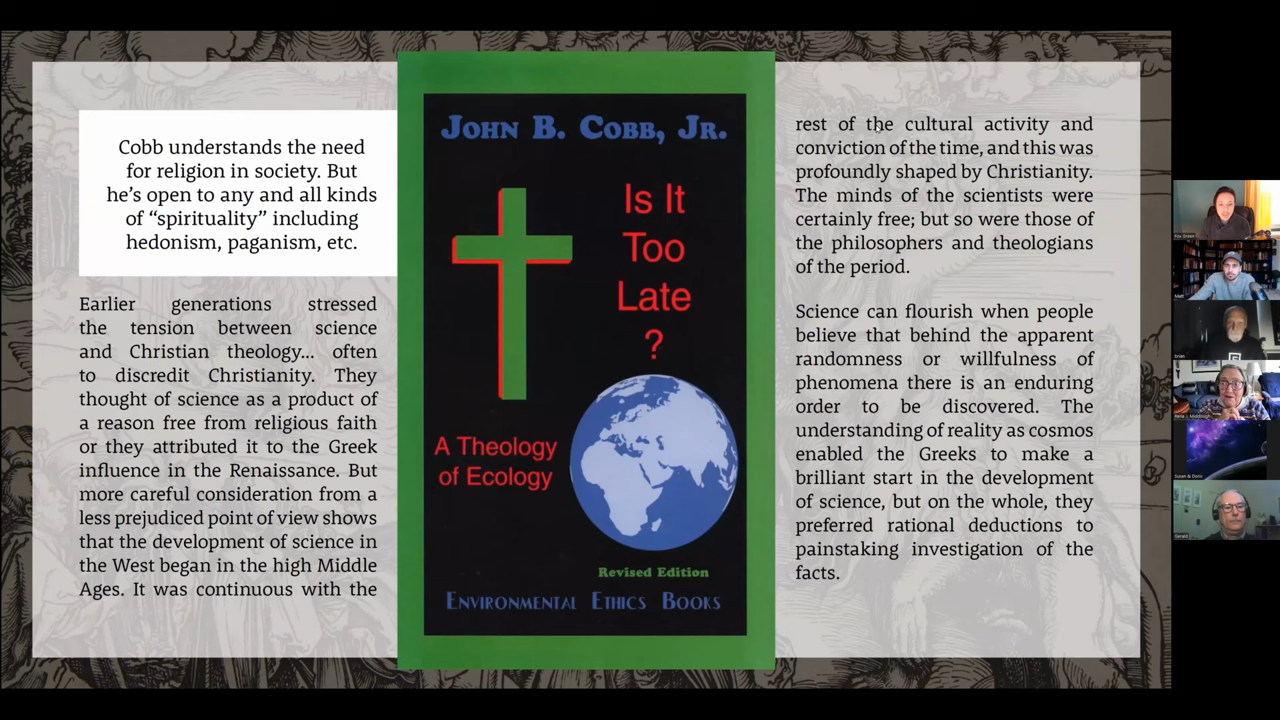 Cobb understands the need
for religion in society. But
he's open to any and all kinds
of “spirituality” including
hedonism, paganism, etc.
Earlier generations stressed
the tension between science
and Christian theology... often
to discredit Christianity. They
thought of science as a product of
a reason free from religious faith
or they attributed it to the Greek
influence in the Renaissance. But
more careful consideration from a
less prejudiced point of view shows
that the development of science in
the West began in the high Middle
Ages. It was continuous with the
JOHN B. COBB, JR.
Is It
Too
Late
?
A Theology
of Ecology
Revised Edition
ENVIRONMENTAL ETHICS BOOKS
rest of the cultural activity and
conviction of the time, and this was
profoundly shaped by Christianity.
The minds of the scientists were
certainly free; but so were those of
the philosophers and theologians
of the period.
Science can flourish when people
believe that behind the apparent
randomness or willfulness of
phenomena there is an enduring
order to be discovered. The
understanding of reality as cosmos
enabled the Greeks to make a
brilliant start in the development
of science, but on the whole, they
preferred rational deductions to
painstaking investigation of the
facts.
Matt
brian
Susan & Doris
Gerald